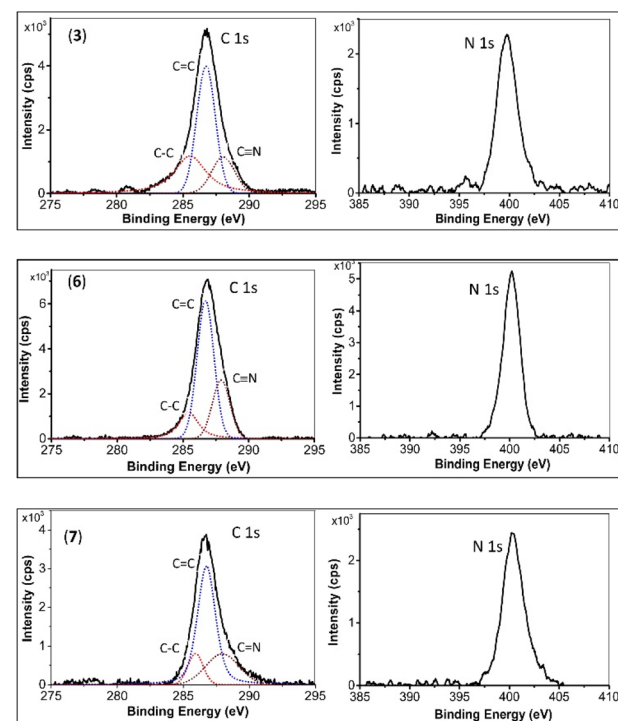 x10³
(3)
C 1s
C=C
C-C
C=N
Intensity (cps)
0
2
4
275 280 285 290 295
Binding Energy (eV)
x10³
N 1s
Intensity (cps)
0
1
2
385 390 395 400 405 410
Binding Energy (eV)
x10³
(6)
C 1s
C=C
C=N
C-C
Intensity (cps)
0
2
4
6
275 280 285 290 295
Binding Energy (eV)
x10³
N 1s
Intensity (cps)
0
1
2
3
4
5
385 390 395 400 405 410
Binding Energy (eV)
x10³
(7)
C 1s
C=C
C-C
C=N
Intensity (cps)
0
1
2
3
4
275 280 285 290 295
Binding Energy (eV)
x10³
N 1s
Intensity (cps)
0
1
2
385 390 395 400 405 410
Binding Energy (eV)